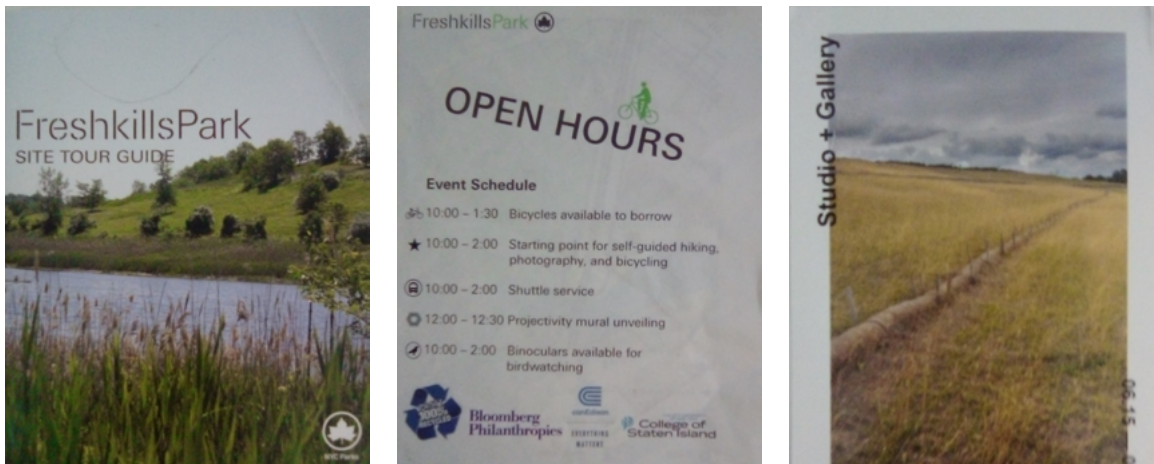 FreshkillsPark
SITE TOUR GUIDE
NYC Parks
FreshkillsPark
OPEN HOURS
Event Schedule
10:00 – 1:30 Bicycles available to borrow
10:00 – 2:00 Starting point for self-guided hiking,
photography, and bicycling
10:00 – 2:00 Shuttle service
12:00 – 12:30 Projectivity mural unveiling
10:00 – 2:00 Binoculars available for
birdwatching
Bloomberg
Philanthropies
conEdison
EVERYTHING
MATTERS
College of
Staten Island
Studio + Gallery
06.15